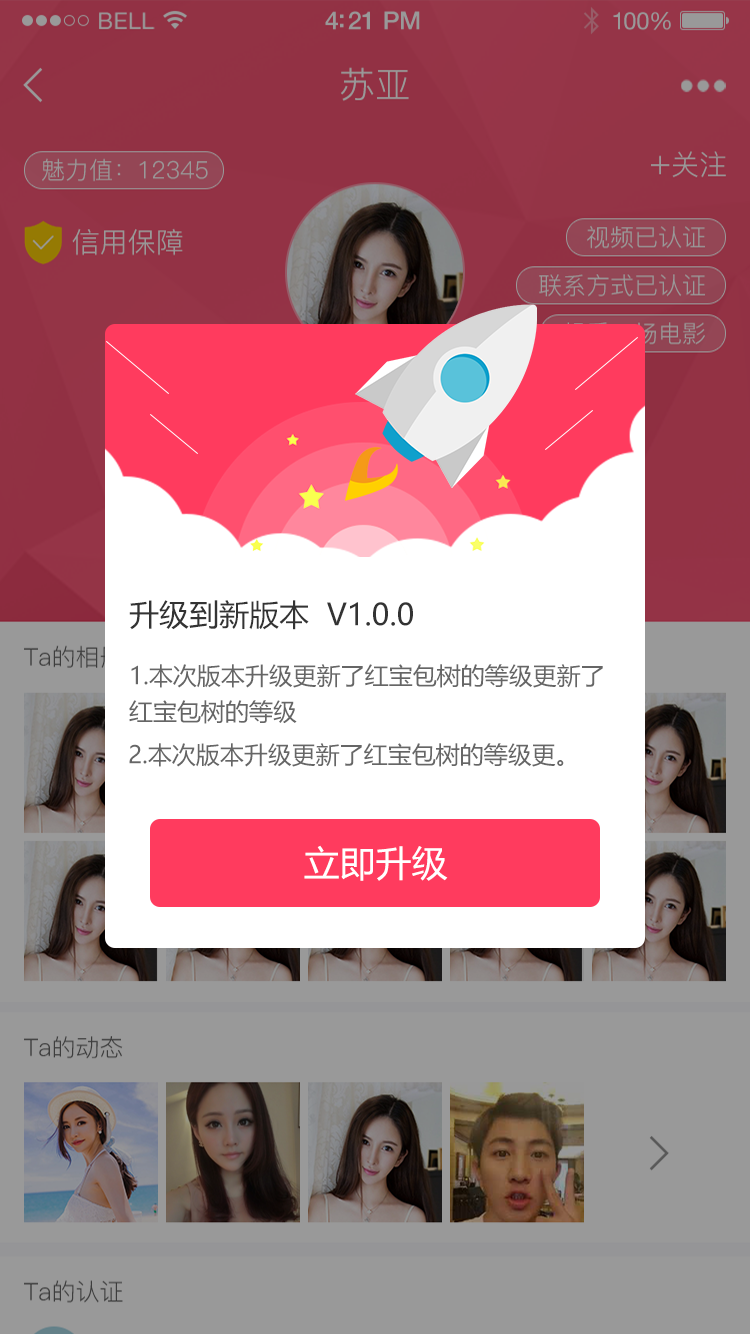 BELL
4:21 PM
100%
苏亚
魅力值：12345
+关注
信用保障
视频已认证
联系方式已认证
电影
升级到新版本 V1.0.0
1.本次版本升级更新了红宝包树的等级更新了
红宝包树的等级
2.本次版本升级更新了红宝包树的等级更。
立即升级
Ta的相
Ta的动态
Ta的认证